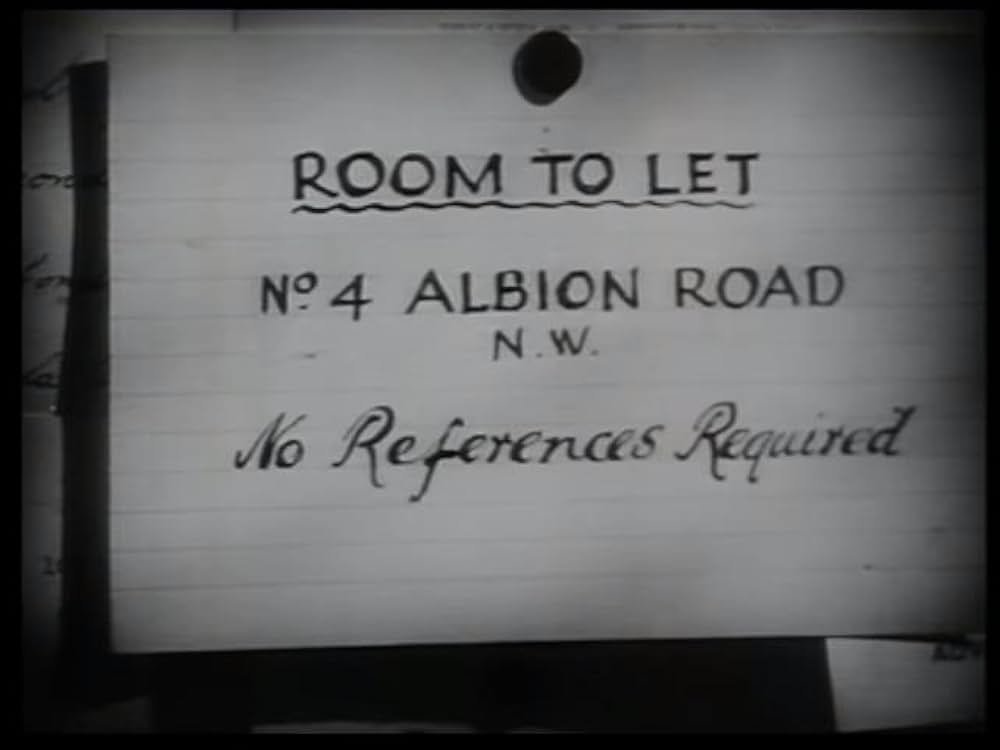 ROOM TO LET
Nº 4 ALBION ROAD
N.W.
No References Required